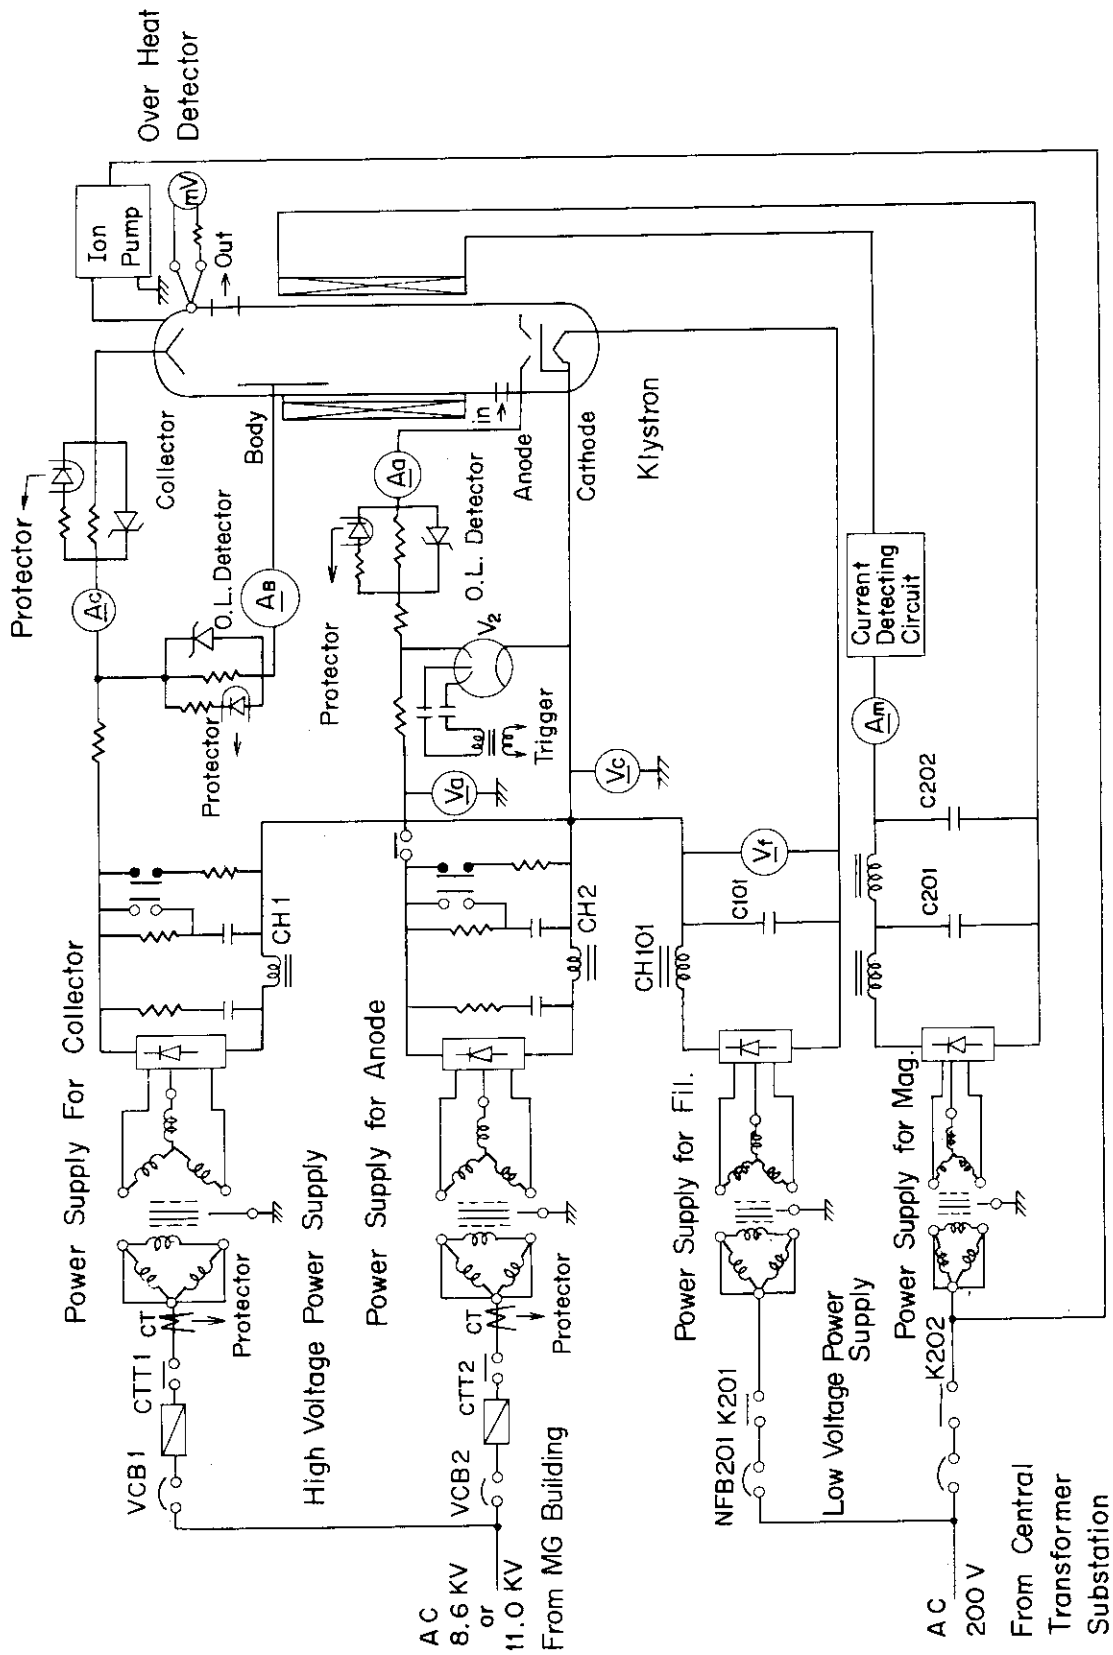 Power Supply For Collector
Protector
Ac
Collector
Ion
Pump
mV
Over Heat
Detector
Out
VCB1
CTT1
CT
Protector
CH1
Protector
O.L. Detector
AB
Body
High Voltage Power Supply
Power Supply for Anode
Protector
Aa
O.L. Detector
in
Anode
Cathode
Klystron
V2
Trigger
Va
Vc
AC
8.6 KV
or
11.0 KV
From MG Building
VCB2
CTT2
CT
Protector
CH2
Power Supply for Fil.
CH101
C101
Vf
NFB201
K201
Low Voltage Power
Supply
Power Supply for Mag.
Current
Detecting
Circuit
Am
C201
C202
K202
AC
200 V
From Central
Transformer
Substation